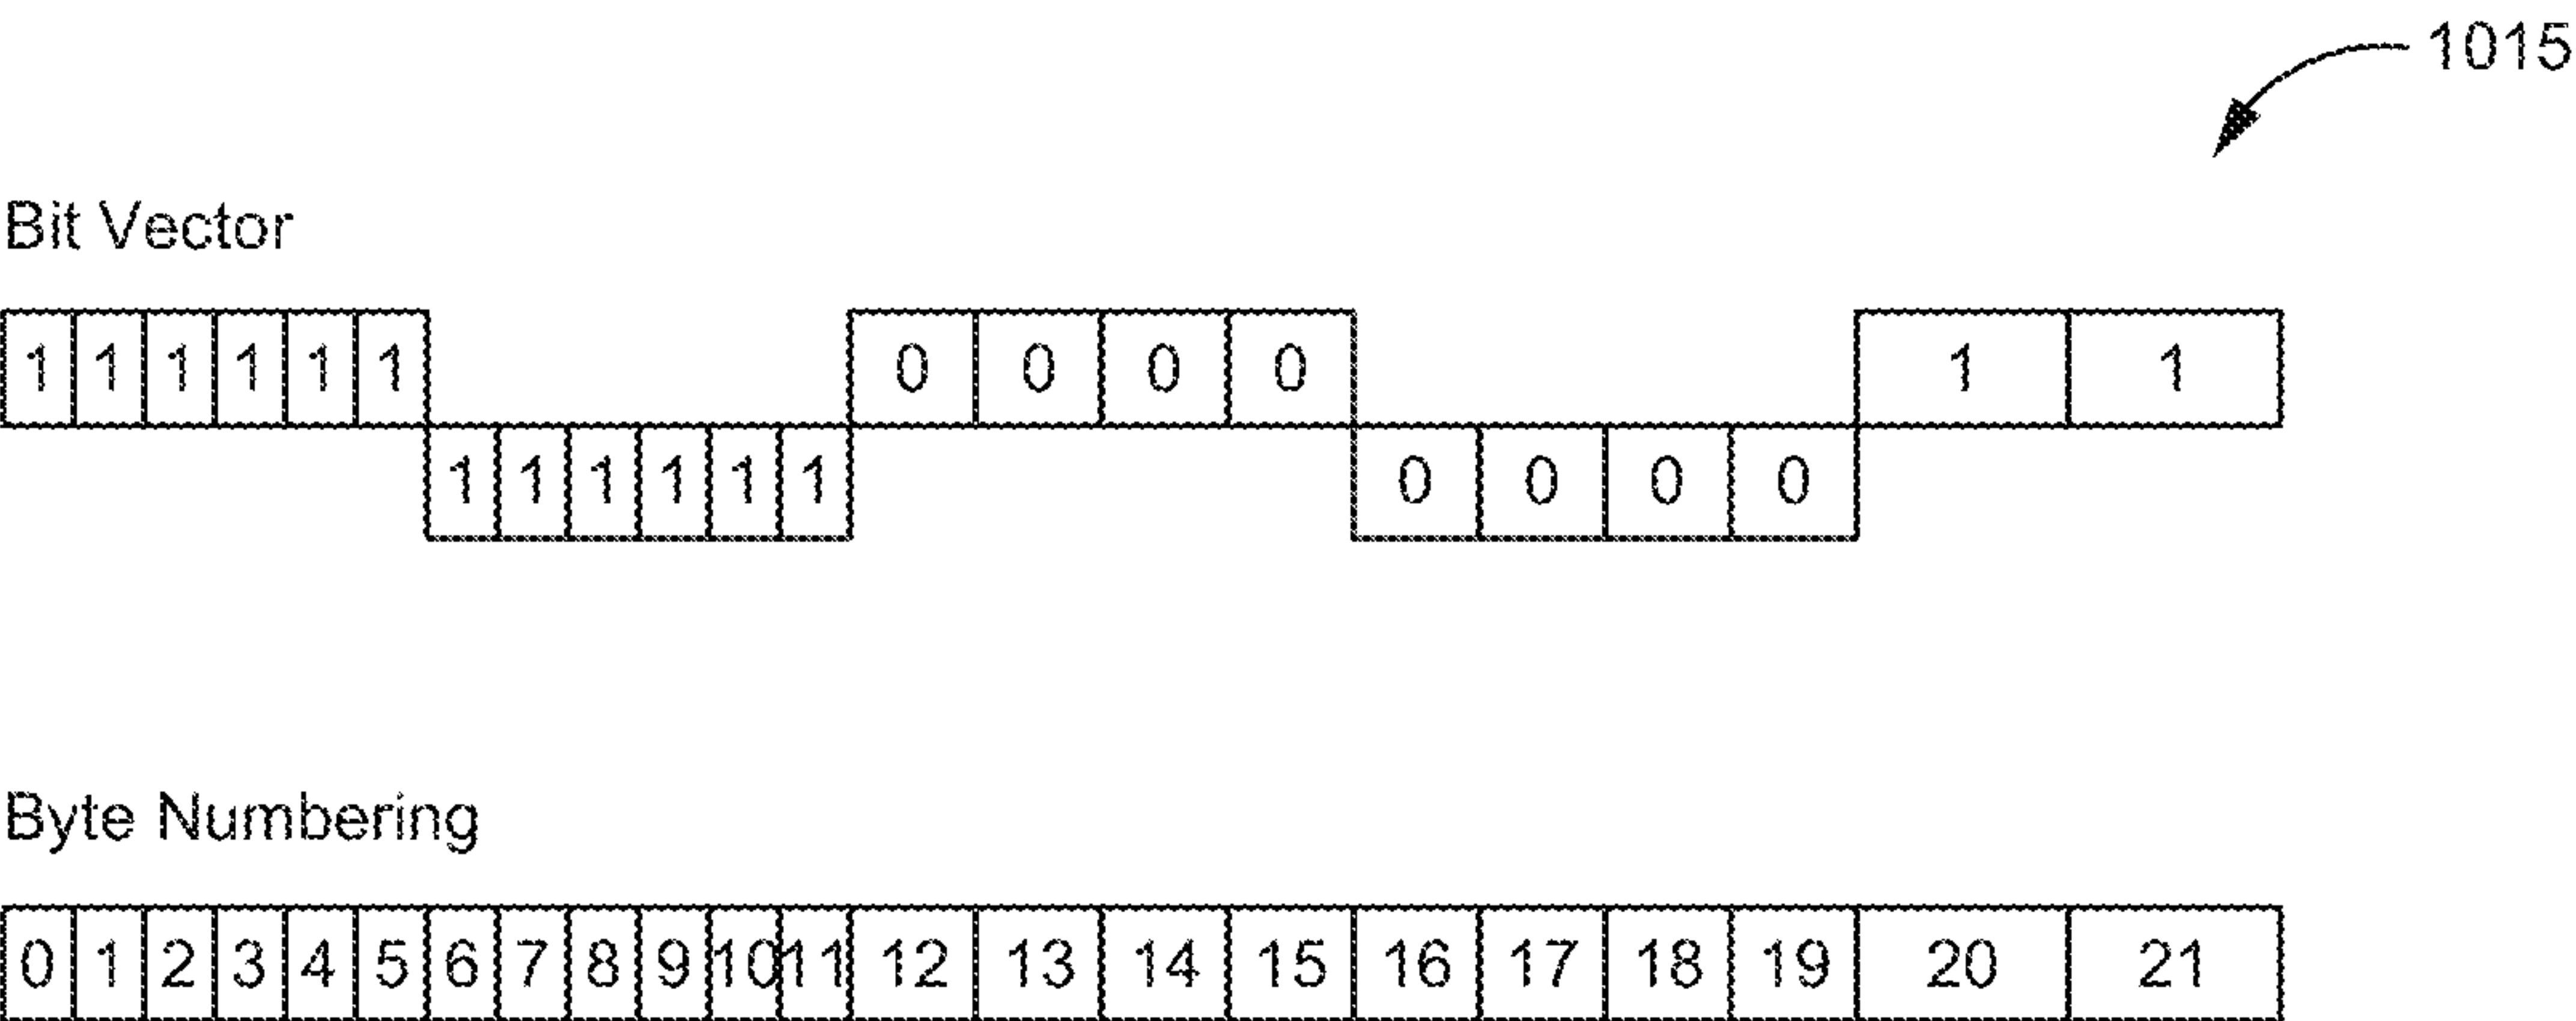 1015
Bit Vector
1 1 1 1 1 1 0 0 0 0 1 1
1 1 1 1 1 1 0 0 0 0
Byte Numbering
0 1 2 3 4 5 6 7 8 9 10 11 12 13 14 15 16 17 18 19 20 21